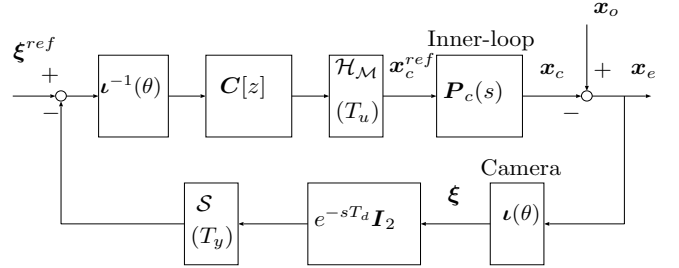 x_o
Inner-loop
ξ^{ref}
+
−
ι^{-1}(θ)
C[z]
H_M
(T_u)
x_c^{ref}
P_c(s)
x_c
−
+
x_e
Camera
S
(T_y)
e^{-sT_d} I_2
ξ
ι(θ)